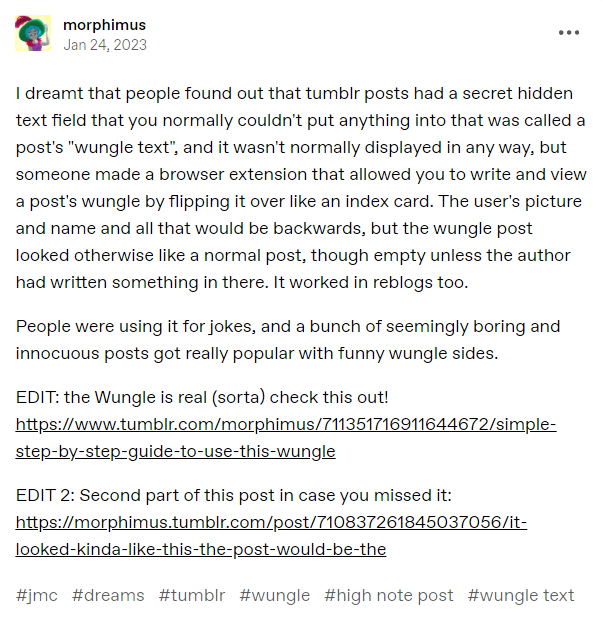 morphimus
Jan 24, 2023
I dreamt that people found out that tumblr posts had a secret hidden
text field that you normally couldn't put anything into that was called a
post's "wungle text", and it wasn't normally displayed in any way, but
someone made a browser extension that allowed you to write and view
a post's wungle by flipping it over like an index card. The user's picture
and name and all that would be backwards, but the wungle post
looked otherwise like a normal post, though empty unless the author
had written something in there. It worked in reblogs too.
People were using it for jokes, and a bunch of seemingly boring and
innocuous posts got really popular with funny wungle sides.
EDIT: the Wungle is real (sorta) check this out!
https://www.tumblr.com/morphimus/711351716911644672/simple-
step-by-step-guide-to-use-this-wungle
EDIT 2: Second part of this post in case you missed it:
https://morphimus.tumblr.com/post/710837261845037056/it-
looked-kinda-like-this-the-post-would-be-the
#jmc #dreams #tumblr #wungle #high note post #wungle text